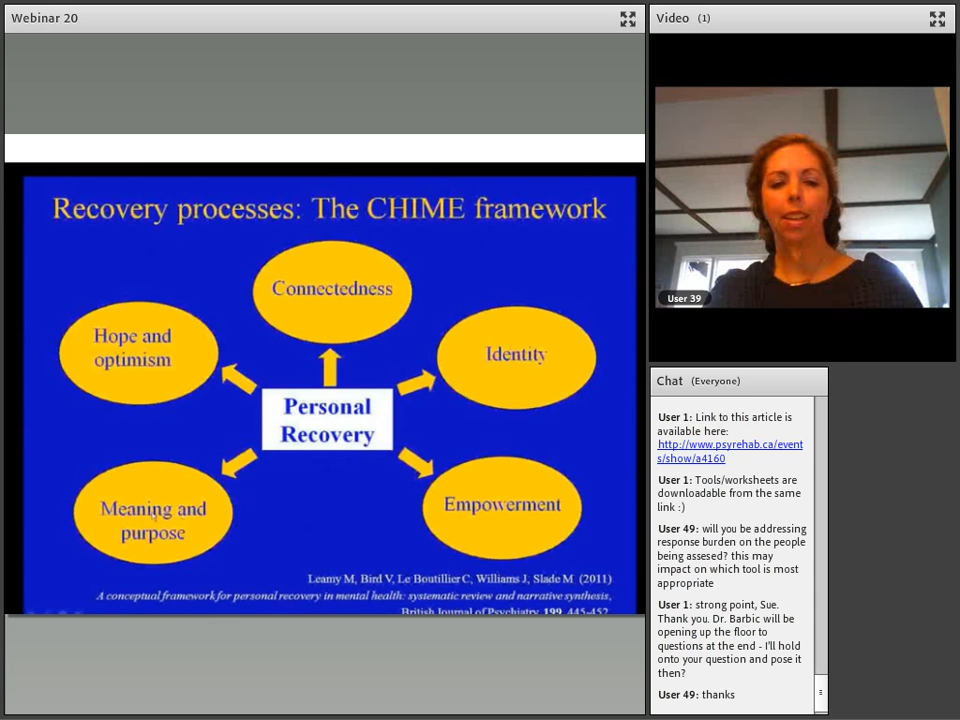 Webinar 20
Recovery processes: The CHIME framework
Connectedness
Hope and
optimism
Identity
Personal
Recovery
Meaning and
purpose
Empowerment
Leamy M, Bird V, Le Boutillier C, Williams J, Slade M (2011)
A conceptual framework for personal recovery in mental health: systematic review and narrative synthesis,
British Journal of Psychiatry, 199, 445-452.
Video (1)
User 39
Chat (Everyone)
User 1: Link to this article is
available here:
http://www.psyrehab.ca/event
s/show/a4160
User 1: Tools/worksheets are
downloadable from the same
link :)
User 49: will you be addressing
response burden on the people
being assesed? this may
impact on which tool is most
appropriate
User 1: strong point, Sue.
Thank you. Dr. Barbic will be
opening up the floor to
questions at the end - I'll hold
onto your question and pose it
then?
User 49: thanks